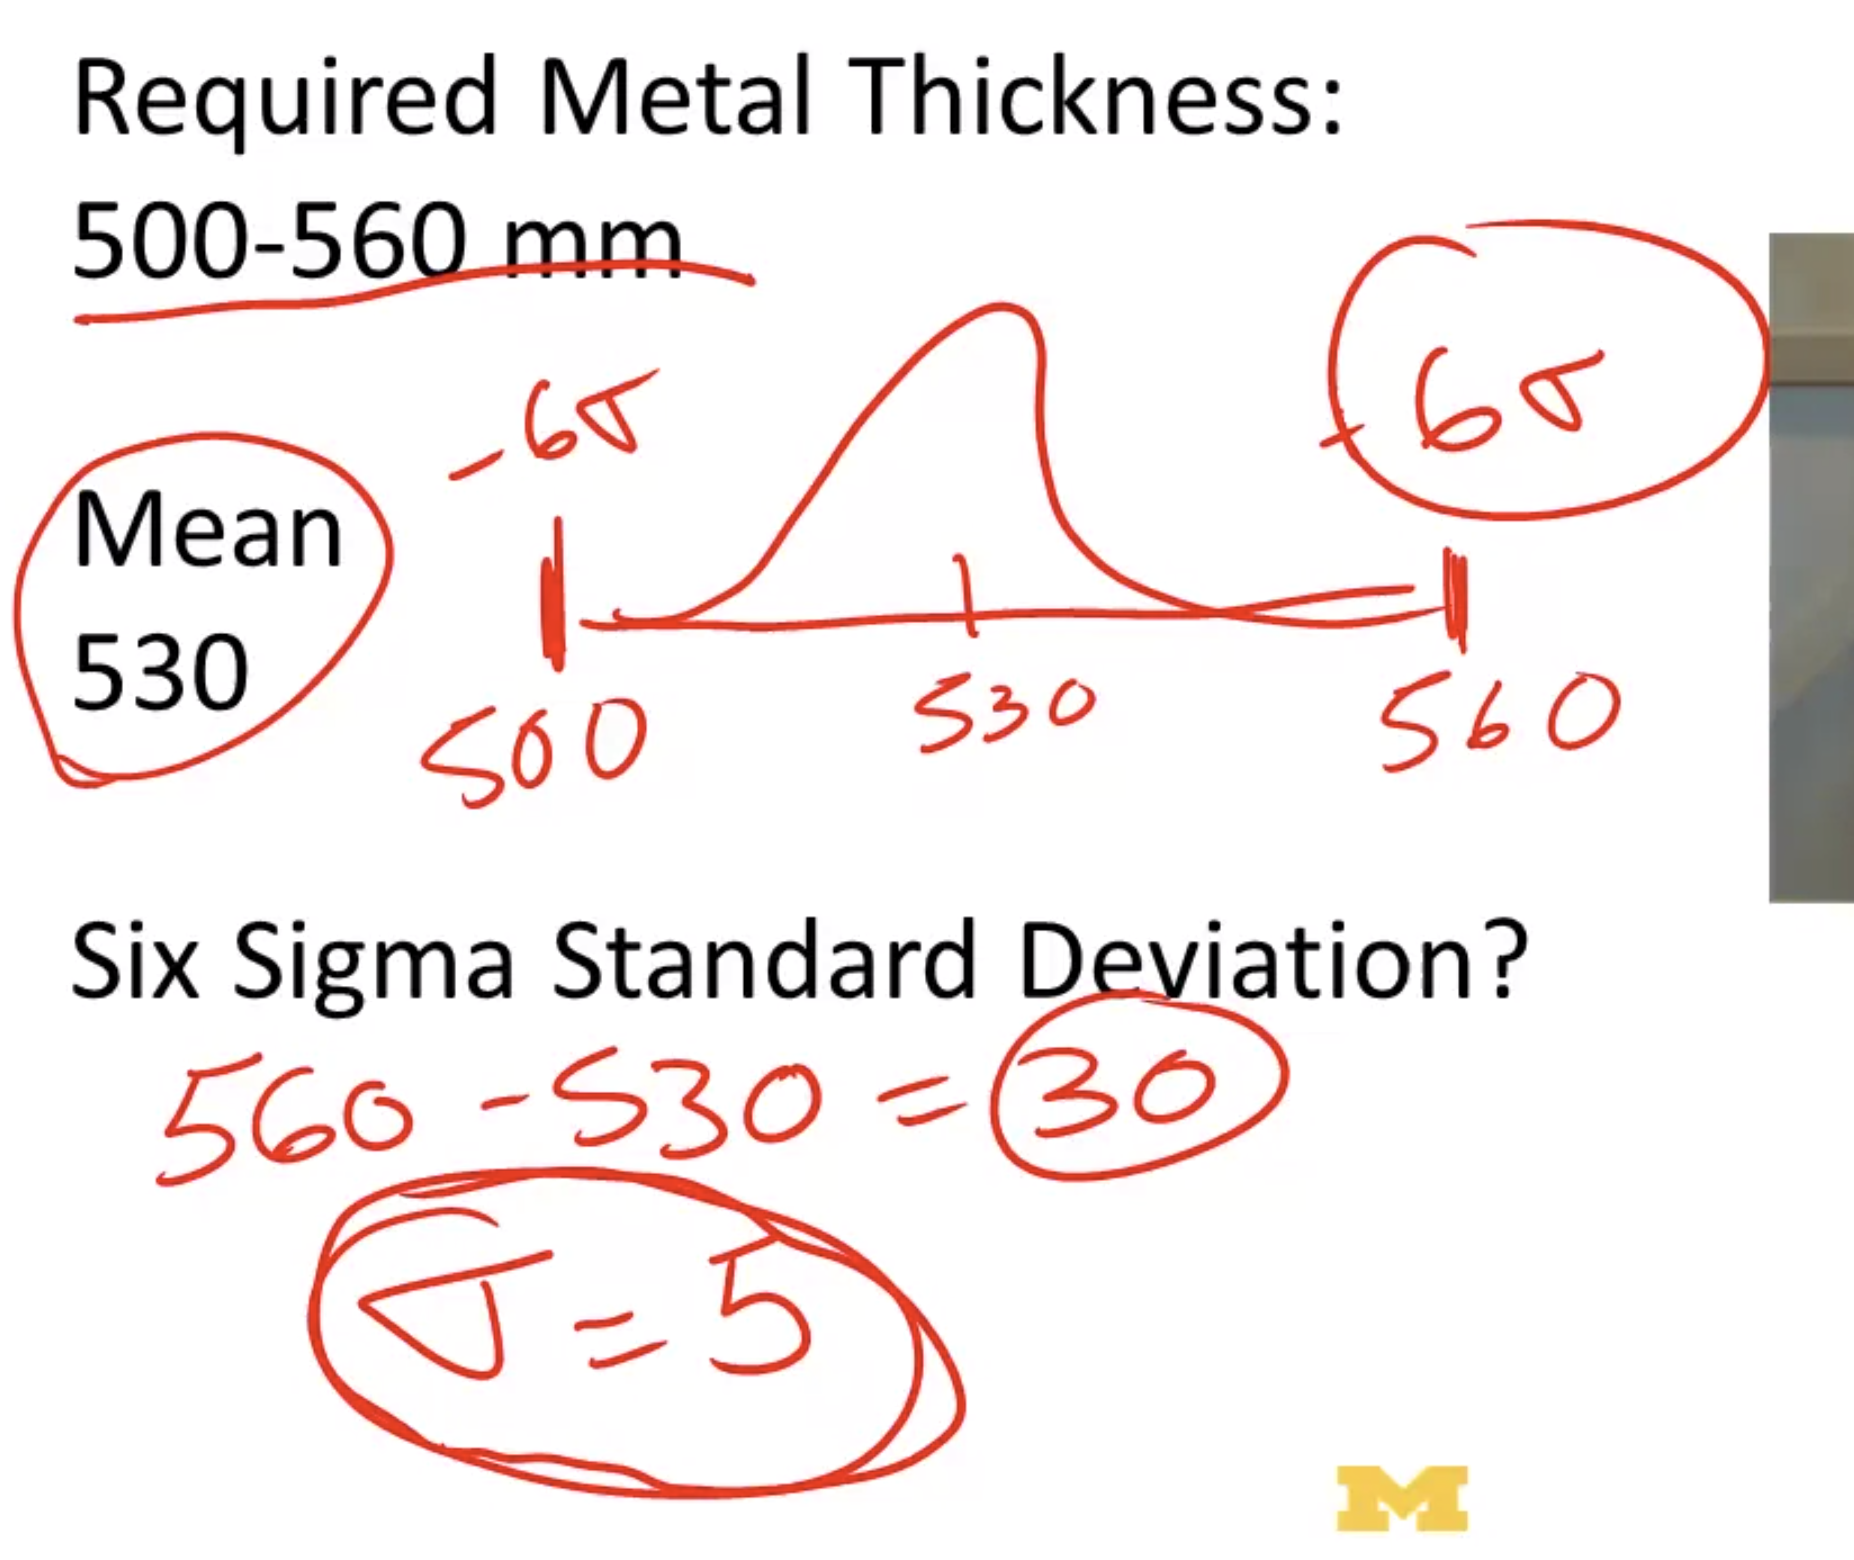 Required Metal Thickness:
500-560 mm
-6σ
+6σ
Mean
530
500
530
560
Six Sigma Standard Deviation?
560 - 530 = 30
σ = 5
M